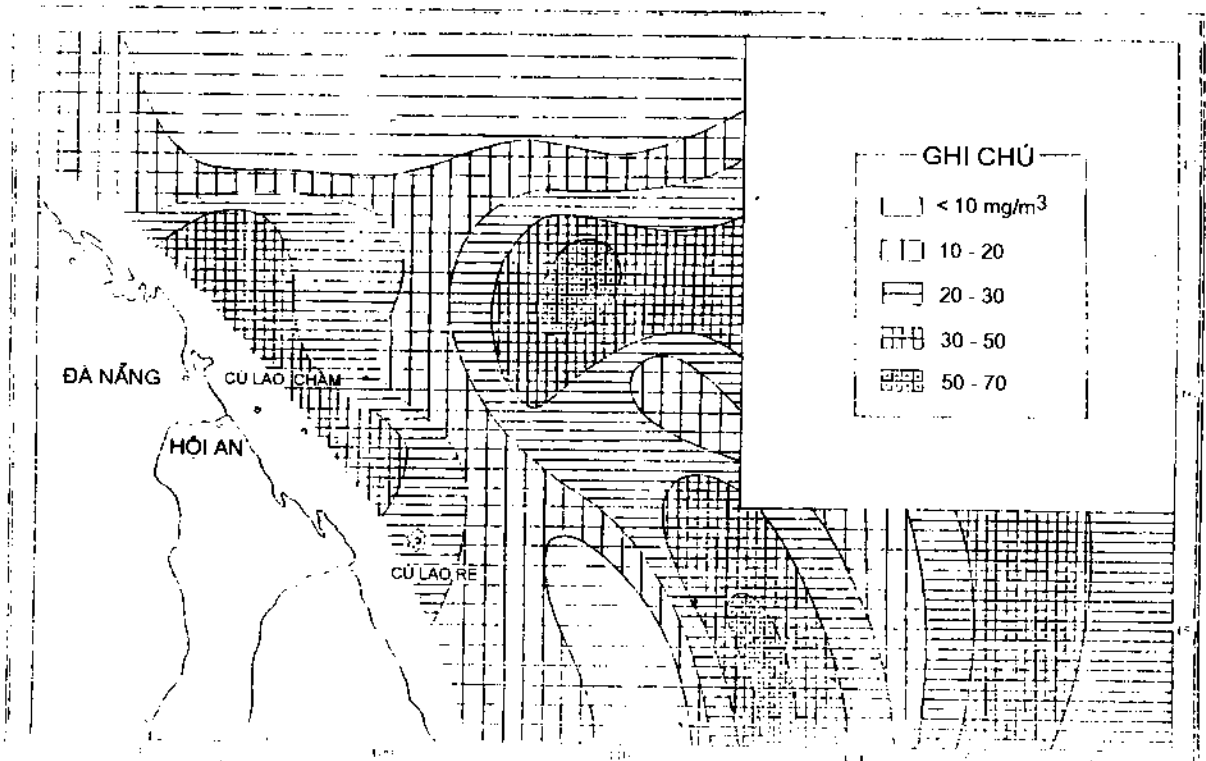 GHI CHÚ
< 10 mg/m³
10 - 20
20 - 30
30 - 50
50 - 70
ĐÀ NẴNG
CÙ LAO CHÀM
HỘI AN
CÙ LAO RÉ